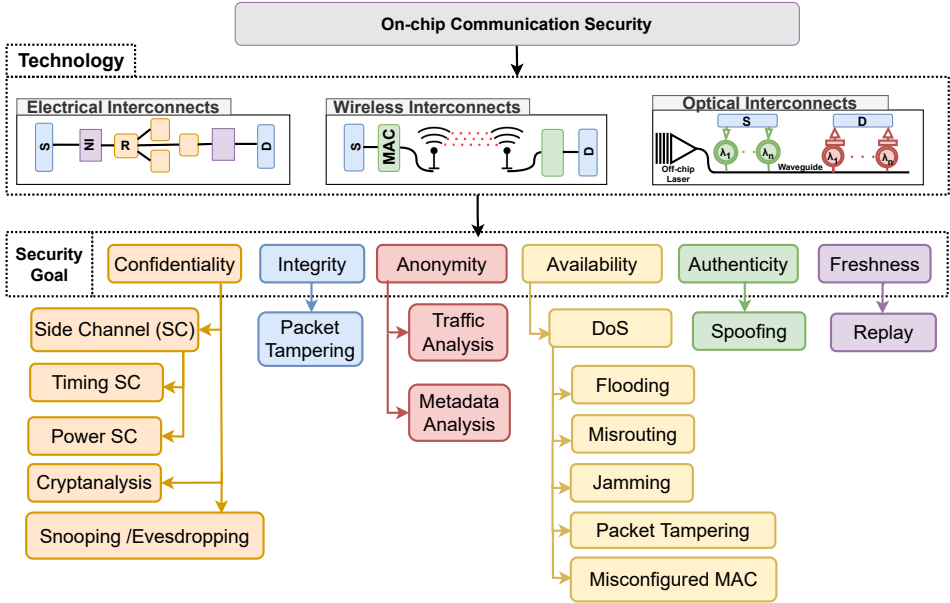 On-chip Communication Security
Technology
Electrical Interconnects
S
NI
R
D
Wireless Interconnects
S
MAC
D
Optical Interconnects
S
D
λ1
λn
λ1
λn
Off-chip
Laser
Waveguide
Security
Goal
Confidentiality
Integrity
Anonymity
Availability
Authenticity
Freshness
Side Channel (SC)
Timing SC
Power SC
Cryptanalysis
Snooping /Evesdropping
Packet
Tampering
Traffic
Analysis
Metadata
Analysis
DoS
Flooding
Misrouting
Jamming
Packet Tampering
Misconfigured MAC
Spoofing
Replay